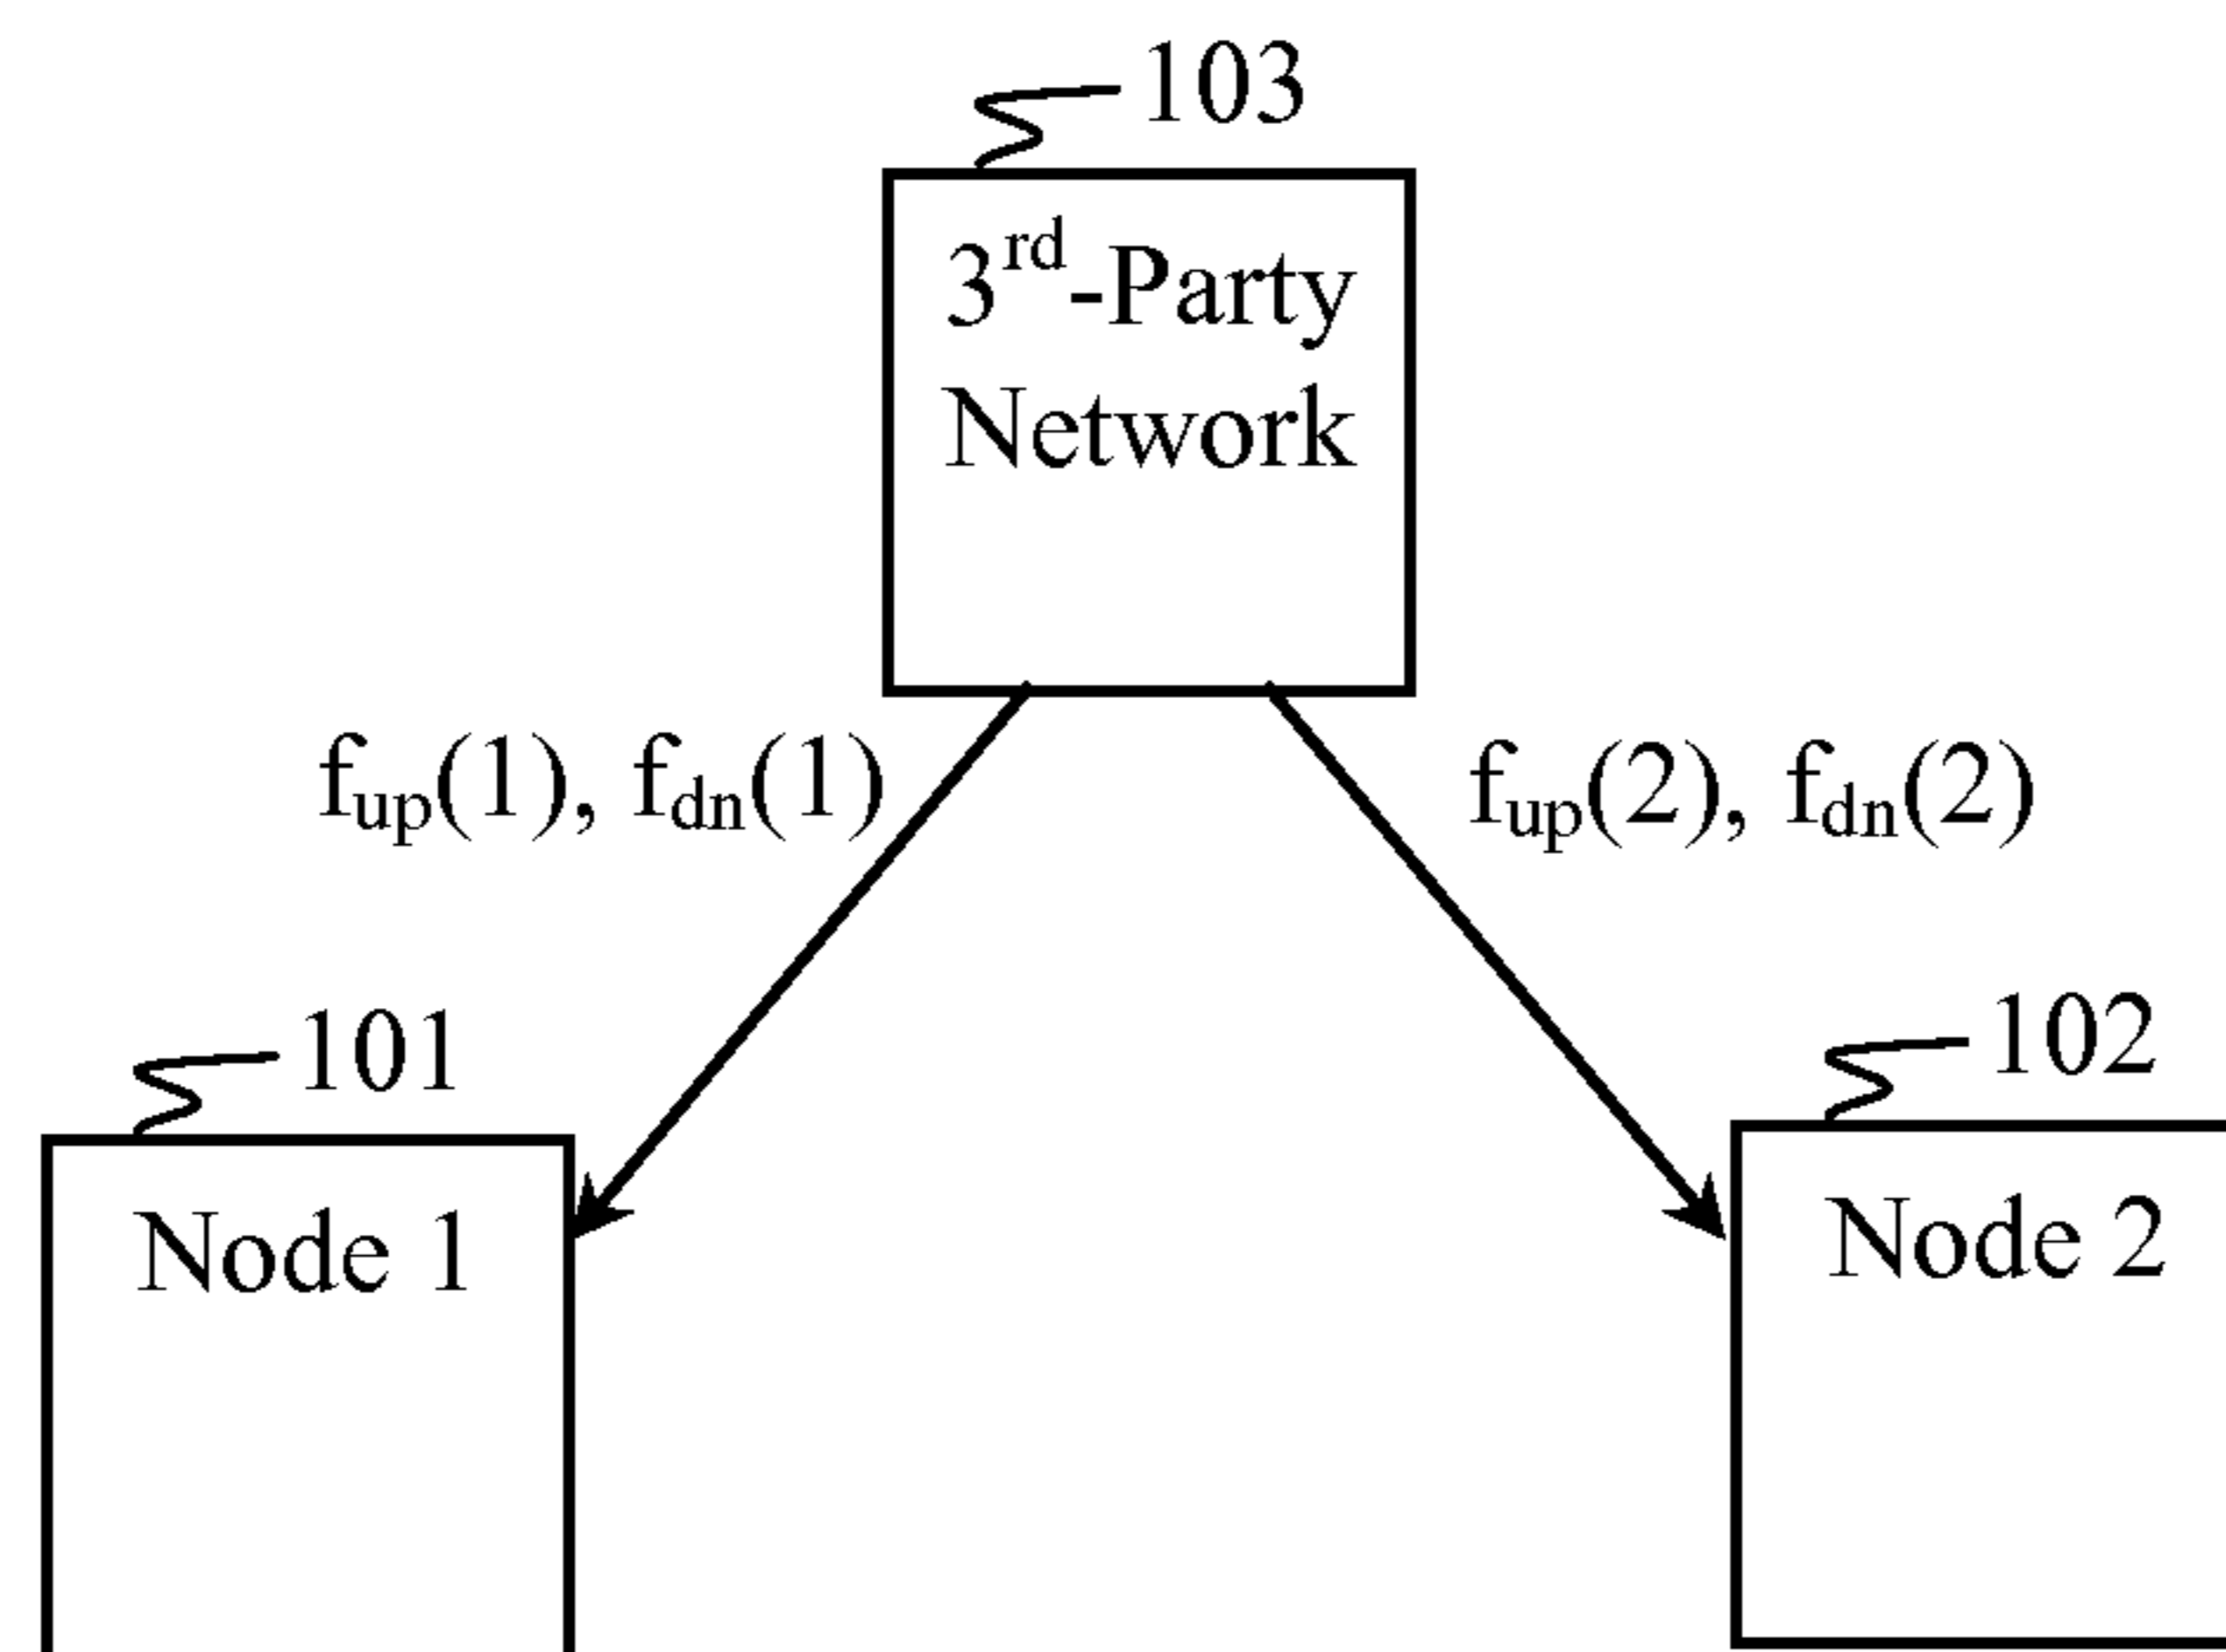 103
3rd-Party
Network
fup(1), fdn(1)
fup(2), fdn(2)
101
102
Node 1
Node 2